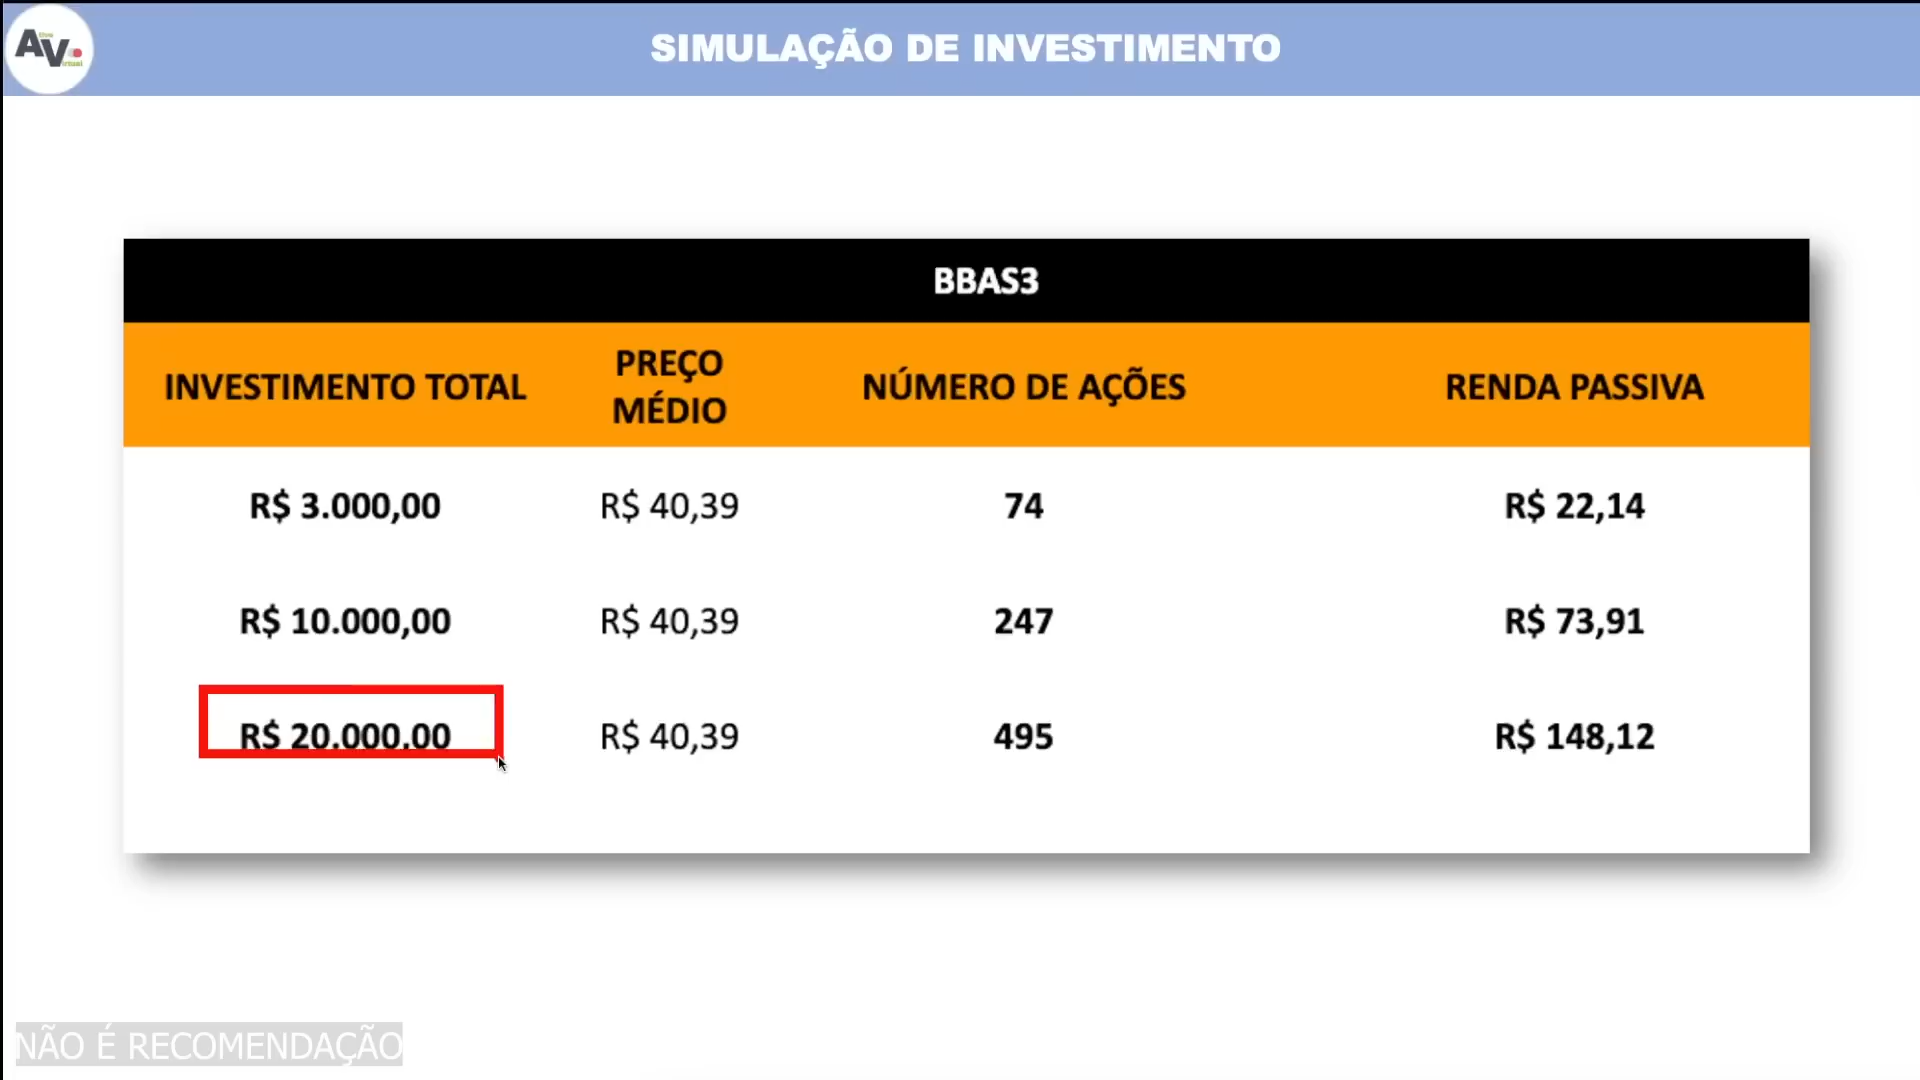 AV
SIMULAÇÃO DE INVESTIMENTO
BBAS3
INVESTIMENTO TOTAL PREÇO MÉDIO NÚMERO DE AÇÕES RENDA PASSIVA
R$ 3.000,00 R$ 40,39 74 R$ 22,14
R$ 10.000,00 R$ 40,39 247 R$ 73,91
R$ 20.000,00 R$ 40,39 495 R$ 148,12
NÃO É RECOMENDAÇÃO